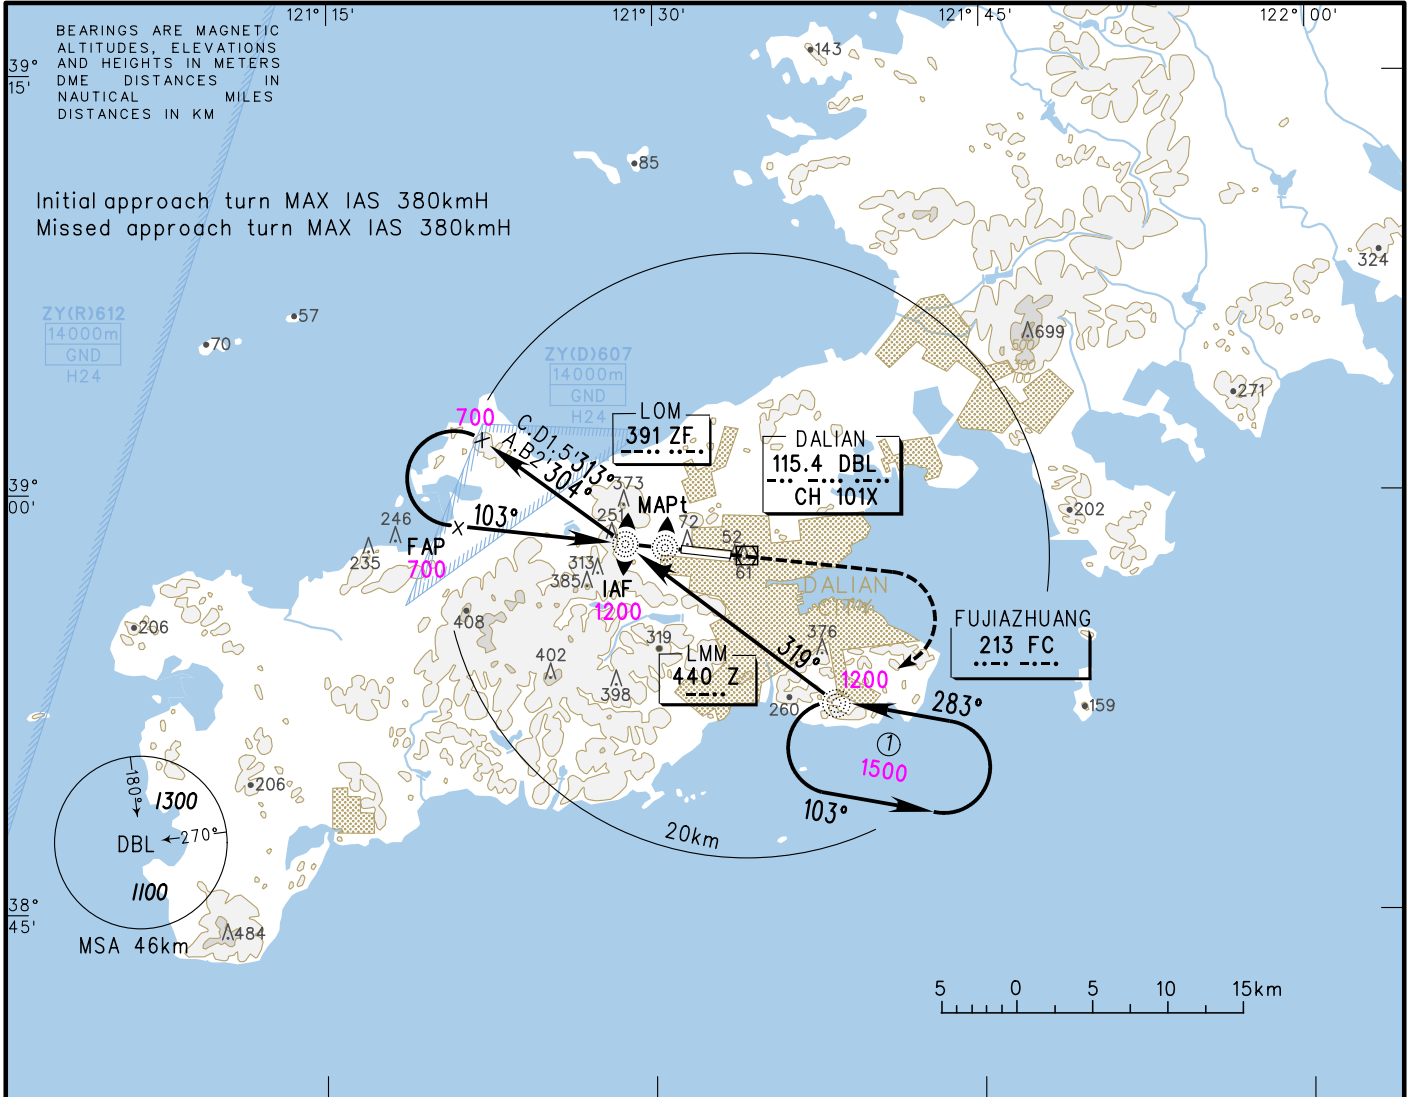 121° 15'
121° 30'
121° 45'
122° 00'
BEARINGS ARE MAGNETIC
ALTITUDES, ELEVATIONS
AND HEIGHTS IN METERS
DME DISTANCES IN
NAUTICAL MILES
DISTANCES IN KM
39°
15'
143
85
Initial approach turn MAX IAS 380kmH
Missed approach turn MAX IAS 380kmH
324
ZY(R)612
14000m
GND
H24
57
70
699
500
300
100
ZY(D)607
14000m
GND
H24
271
700
C.D1.5'313°
A.B2'304°
LOM
391 ZF
DALIAN
115.4 DBL
CH 101X
39°
00'
373
MAPt
251
72
52
61
202
246
235
103°
FAP
700
313
385
IAF
1200
DALIAN
408
206
FUJIAZHUANG
213 FC
376
319
319°
LMM
440 Z
402
398
1200
260
283°
159
1
1500
103°
206
180°
1300
DBL
270°
1100
20km
38°
45'
484
MSA 46km
5 0 5 10 15km